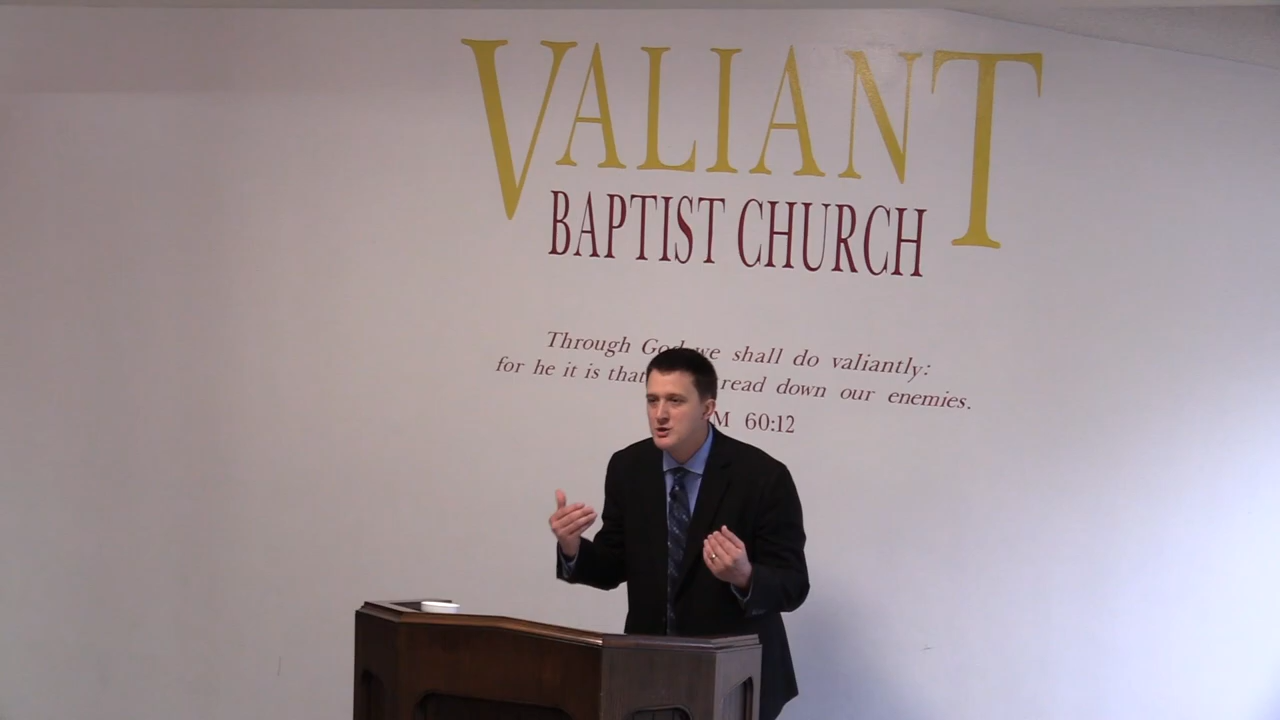 VALIANT
BAPTIST CHURCH
Through God we shall do valiantly:
for he it is that read down our enemies.
M 60:12